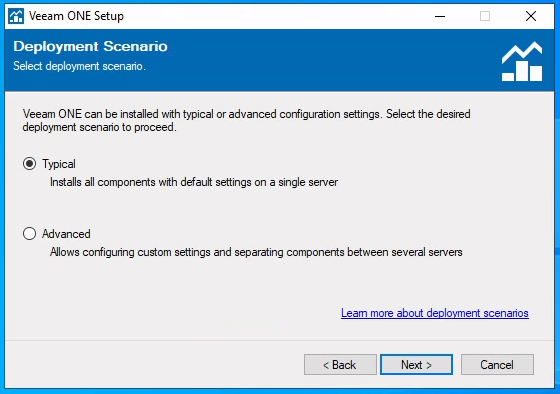 Veeam ONE Setup
Deployment Scenario
Select deployment scenario.
Veeam ONE can be installed with typical or advanced configuration settings. Select the desired
deployment scenario to proceed.
Typical
Installs all components with default settings on a single server
Advanced
Allows configuring custom settings and separating components between several servers
Learn more about deployment scenarios
< Back
Next >
Cancel